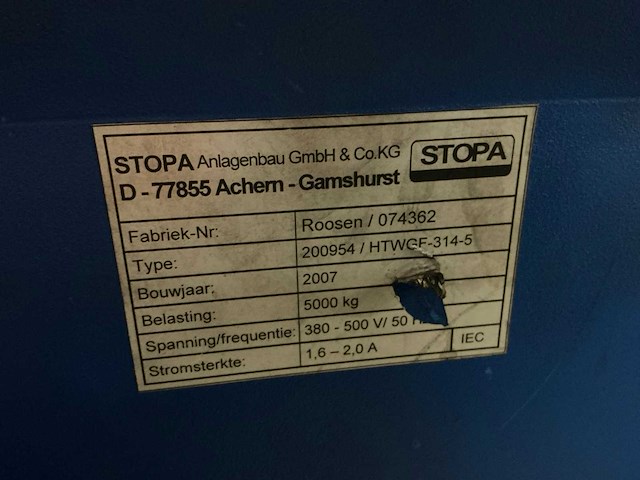 STOPA Anlagenbau GmbH & Co.KG STOPA
D - 77855 Achern - Gamshurst
Fabriek-Nr: Roosen / 074362
Type: 200954 / HTWGF-314-5
Bouwjaar: 2007
Belasting: 5000 kg
Spanning/frequentie: 380 - 500 V/ 50
Stromsterkte: 1,6 – 2,0 A IEC